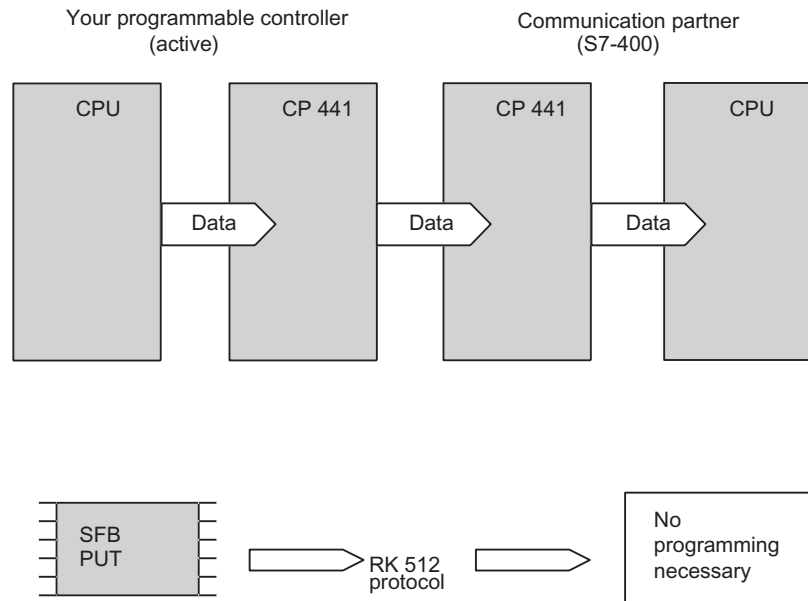 Your programmable controller
(active)
Communication partner
(S7-400)
CPU
CP 441
CP 441
CPU
Data
Data
Data
SFB
PUT
RK 512
protocol
No
programming
necessary